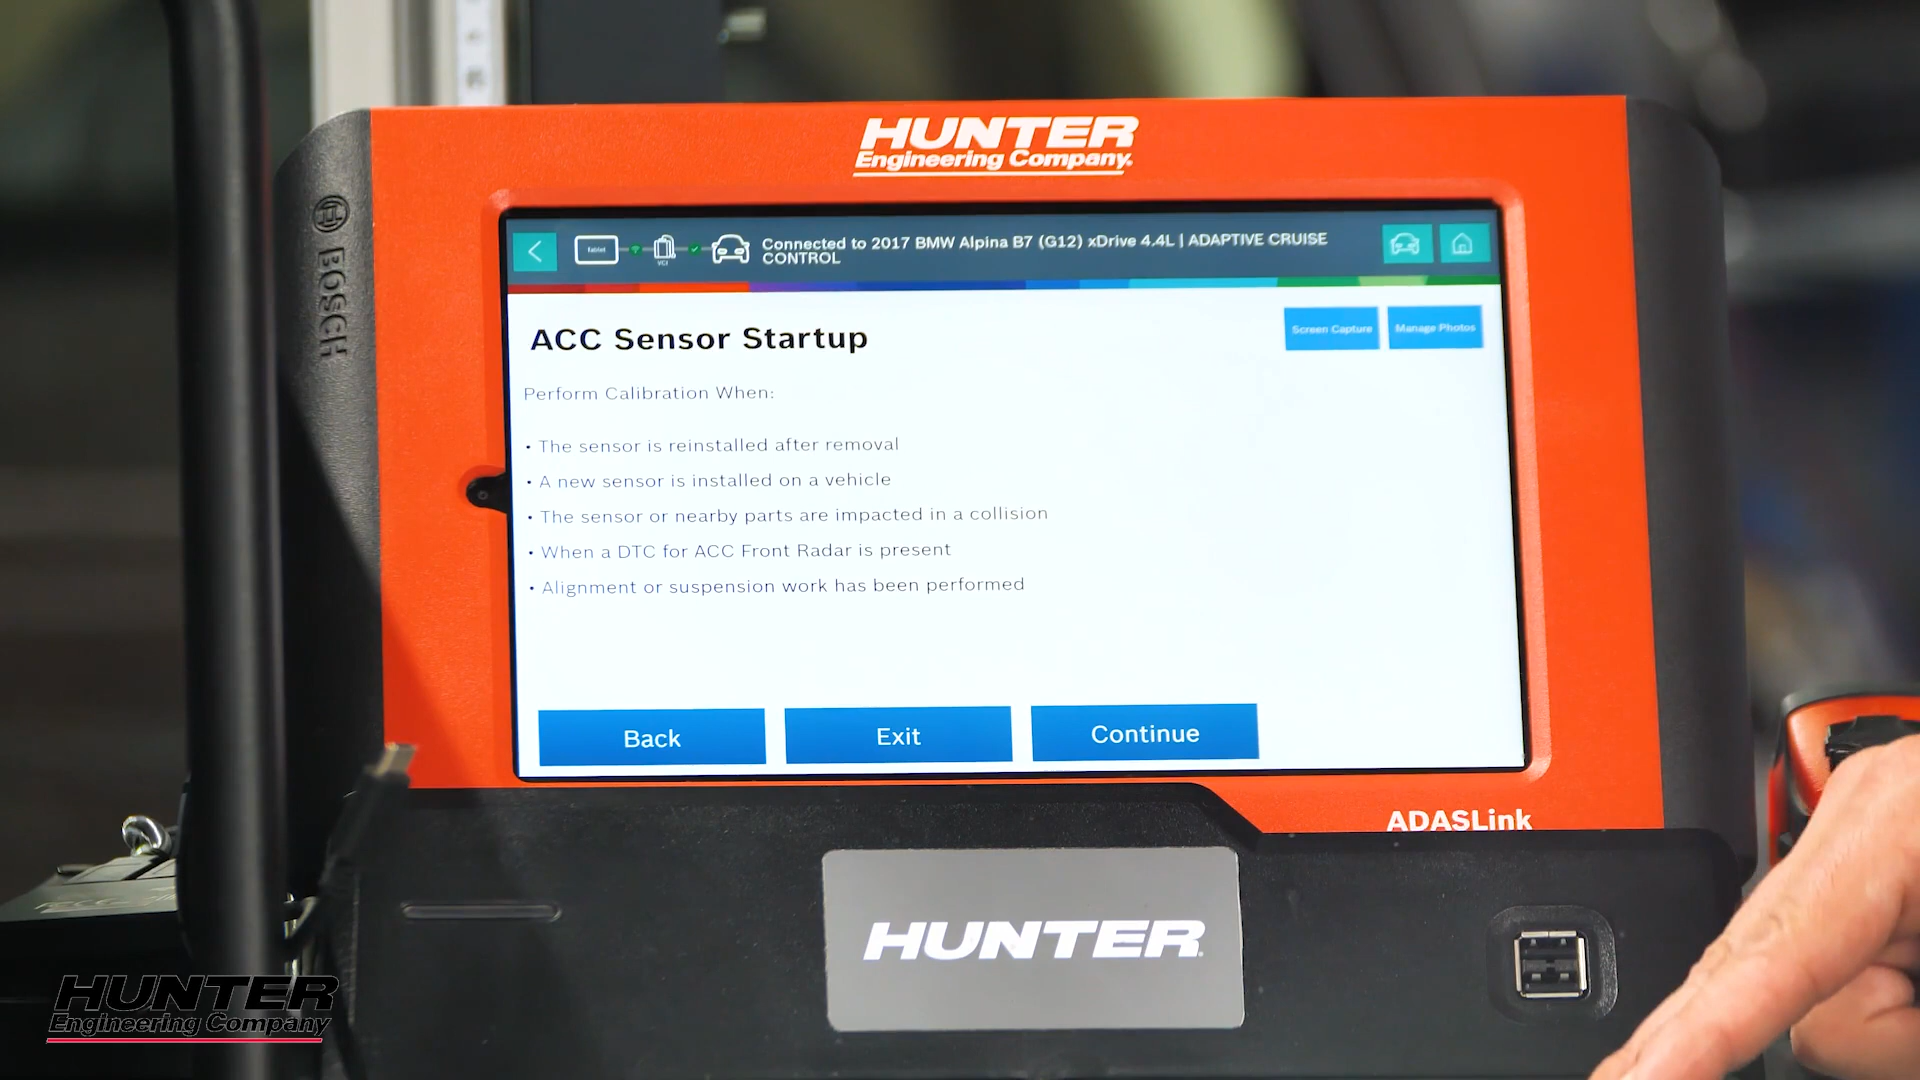 HUNTER
Engineering Company.
BOSCH
Tablet
VCI
Connected to 2017 BMW Alpina B7 (G12) xDrive 4.4L | ADAPTIVE CRUISE
CONTROL
ACC Sensor Startup
Screen Capture
Manage Photos
Perform Calibration When:
• The sensor is reinstalled after removal
• A new sensor is installed on a vehicle
• The sensor or nearby parts are impacted in a collision
• When a DTC for ACC Front Radar is present
• Alignment or suspension work has been performed
Back
Exit
Continue
ADASLink
HUNTER
HUNTER
Engineering Company